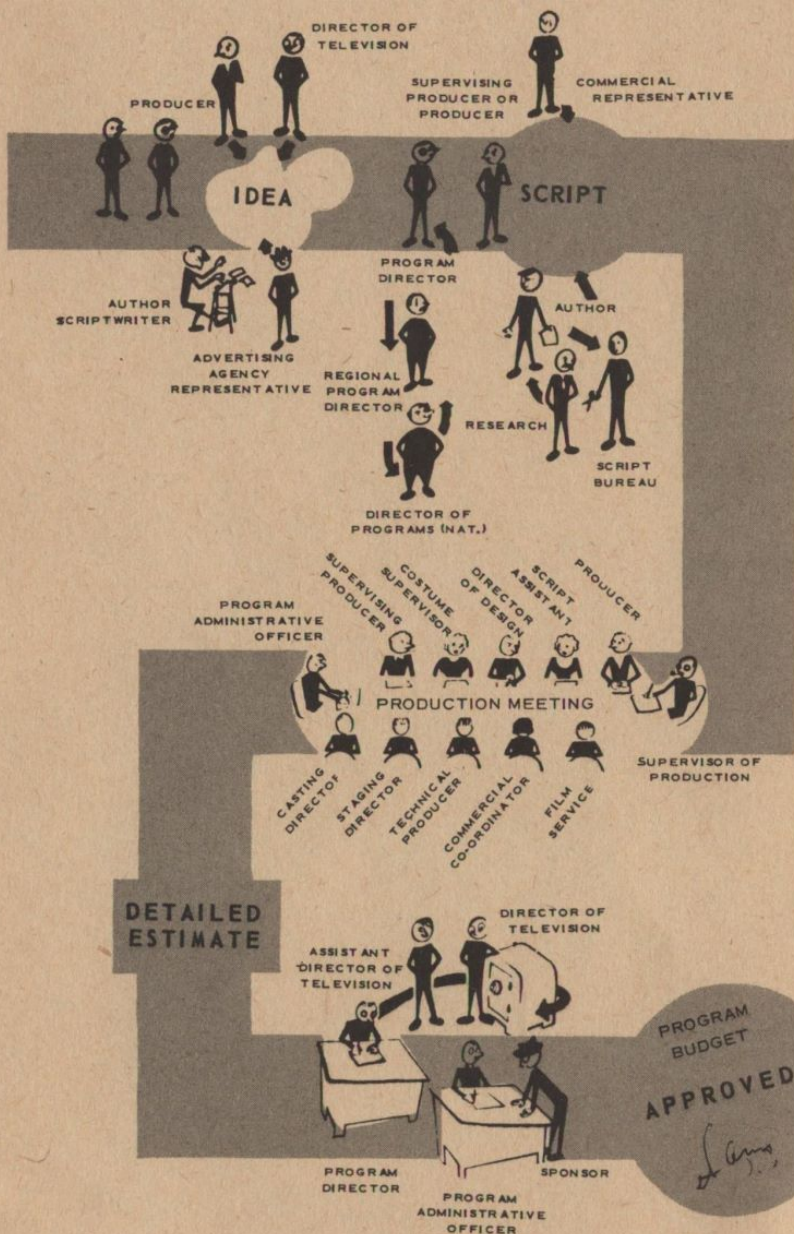 DIRECTOR OF
TELEVISION
PRODUCER
SUPERVISING
PRODUCER OR
PRODUCER
COMMERCIAL
REPRESENTATIVE
IDEA
SCRIPT
PROGRAM
DIRECTOR
AUTHOR
SCRIPTWRITER
AUTHOR
ADVERTISING
AGENCY
REPRESENTATIVE
REGIONAL
PROGRAM
DIRECTOR
RESEARCH
SCRIPT
BUREAU
DIRECTOR OF
PROGRAMS (NAT.)
PROGRAM
ADMINISTRATIVE
OFFICER
SUPERVISING
PRODUCER
COSTUME
SUPERVISOR
DIRECTOR
OF DESIGN
SCRIPT
ASSISTANT
PRODUCER
PRODUCTION MEETING
SUPERVISOR OF
PRODUCTION
CASTING
DIRECTOR
STAGING
DIRECTOR
TECHNICAL
PRODUCER
COMMERCIAL
CO-ORDINATOR
FILM
SERVICE
DETAILED
ESTIMATE
ASSISTANT
DIRECTOR OF
TELEVISION
DIRECTOR OF
TELEVISION
PROGRAM
BUDGET
APPROVED
PROGRAM
DIRECTOR
PROGRAM
ADMINISTRATIVE
OFFICER
SPONSOR